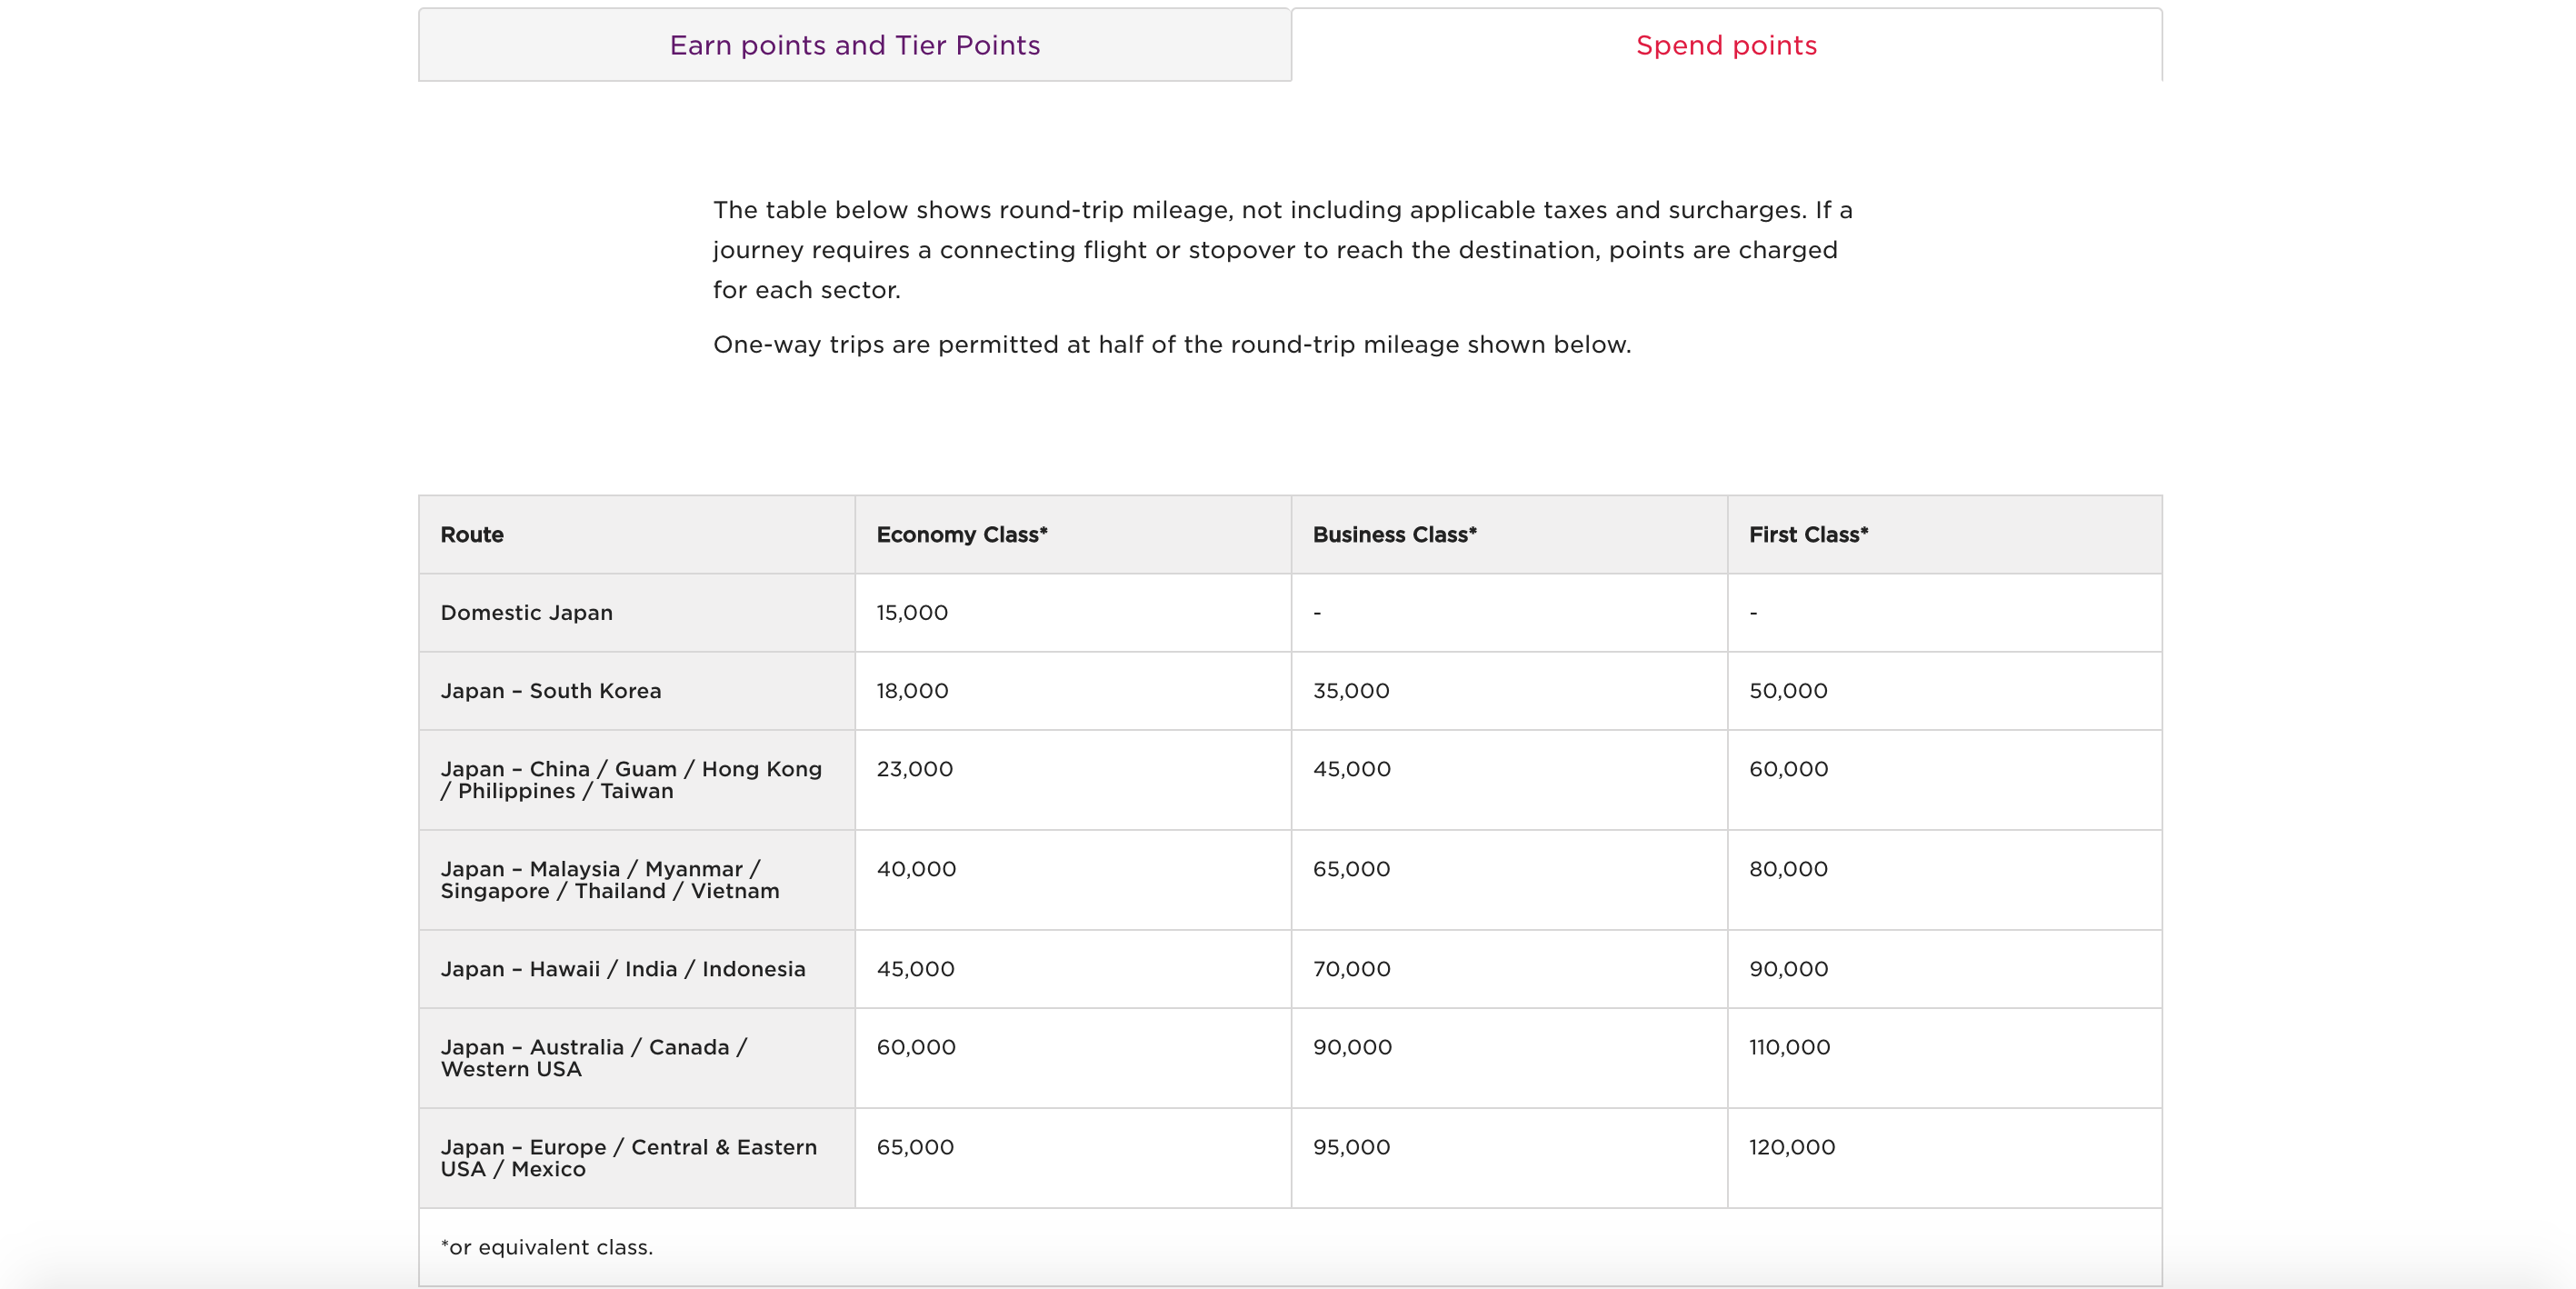 Earn points and Tier Points
Spend points
The table below shows round-trip mileage, not including applicable taxes and surcharges. If a
journey requires a connecting flight or stopover to reach the destination, points are charged
for each sector.
One-way trips are permitted at half of the round-trip mileage shown below.
Route Economy Class* Business Class* First Class*
Domestic Japan 15,000 - -
Japan – South Korea 18,000 35,000 50,000
Japan – China / Guam / Hong Kong 23,000 45,000 60,000
/ Philippines / Taiwan
Japan – Malaysia / Myanmar / 40,000 65,000 80,000
Singapore / Thailand / Vietnam
Japan – Hawaii / India / Indonesia 45,000 70,000 90,000
Japan – Australia / Canada / 60,000 90,000 110,000
Western USA
Japan – Europe / Central & Eastern 65,000 95,000 120,000
USA / Mexico
*or equivalent class.